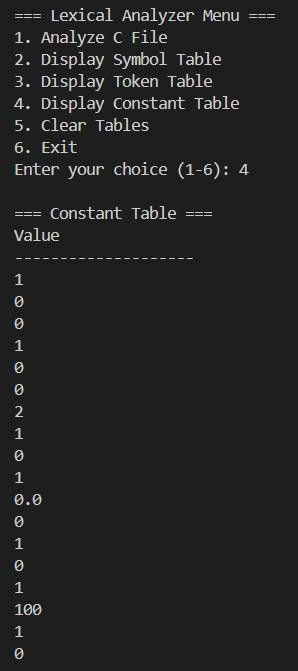 === Lexical Analyzer Menu ===
1. Analyze C File
2. Display Symbol Table
3. Display Token Table
4. Display Constant Table
5. Clear Tables
6. Exit
Enter your choice (1-6): 4
=== Constant Table ===
Value
--------------------
1
0
0
1
0
0
2
1
0
1
0.0
0
1
0
1
100
1
0